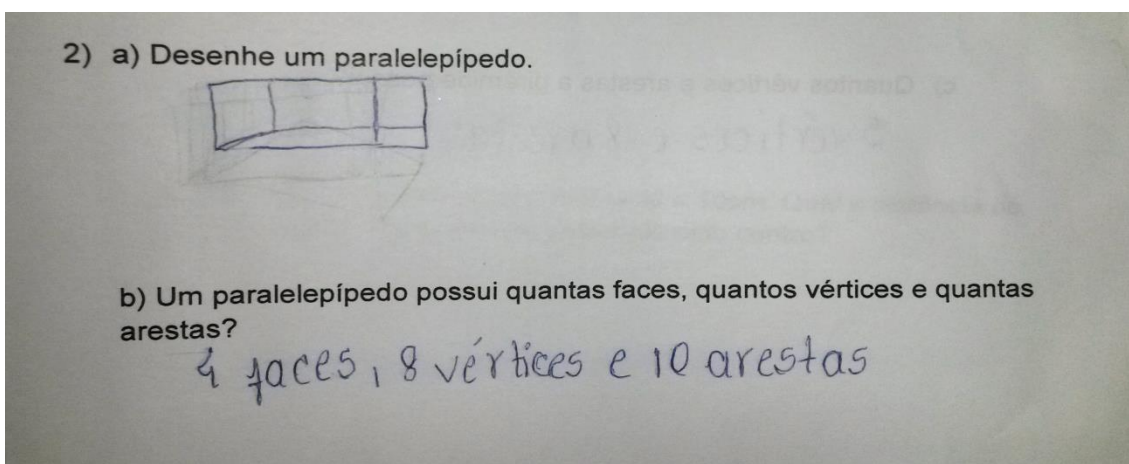 2) a) Desenhe um paralelepípedo.
b) Um paralelepípedo possui quantas faces, quantos vértices e quantas
arestas?
4 faces, 8 vértices e 10 arestas